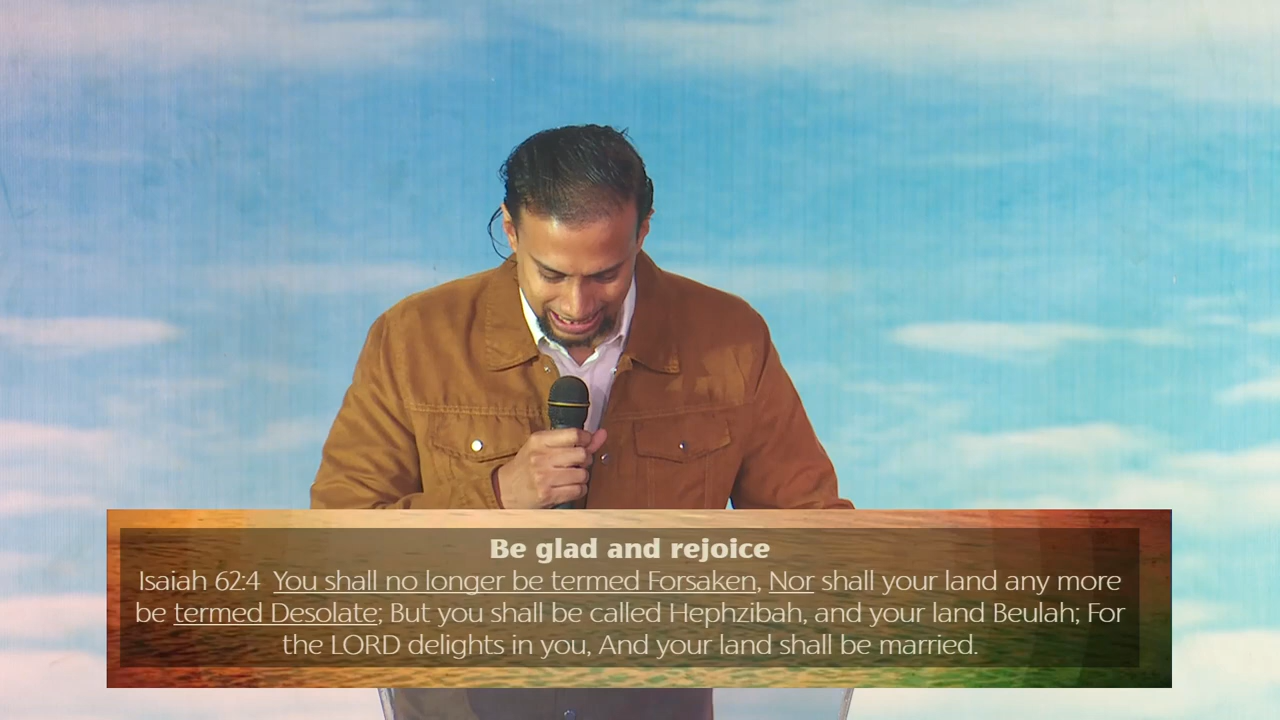 Be glad and rejoice
Isaiah 62:4 You shall no longer be termed Forsaken, Nor shall your land any more
be termed Desolate; But you shall be called Hephzibah, and your land Beulah; For
the LORD delights in you, And your land shall be married.